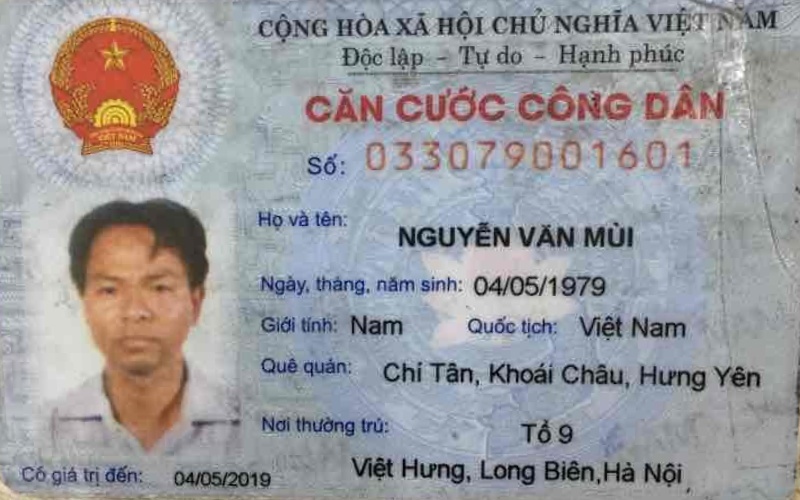 CỘNG HÒA XÃ HỘI CHỦ NGHĨA VIỆT NAM
Độc lập - Tự do - Hạnh phúc
CĂN CƯỚC CÔNG DÂN
Số: 033079001601
Họ và tên:
NGUYỄN VĂN MÙI
Ngày, tháng, năm sinh: 04/05/1979
Giới tính: Nam Quốc tịch: Việt Nam
Quê quán: Chí Tân, Khoái Châu, Hưng Yên
Nơi thường trú: Tổ 9
Việt Hưng, Long Biên,Hà Nội
Có giá trị đến: 04/05/2019
VIỆT NAM